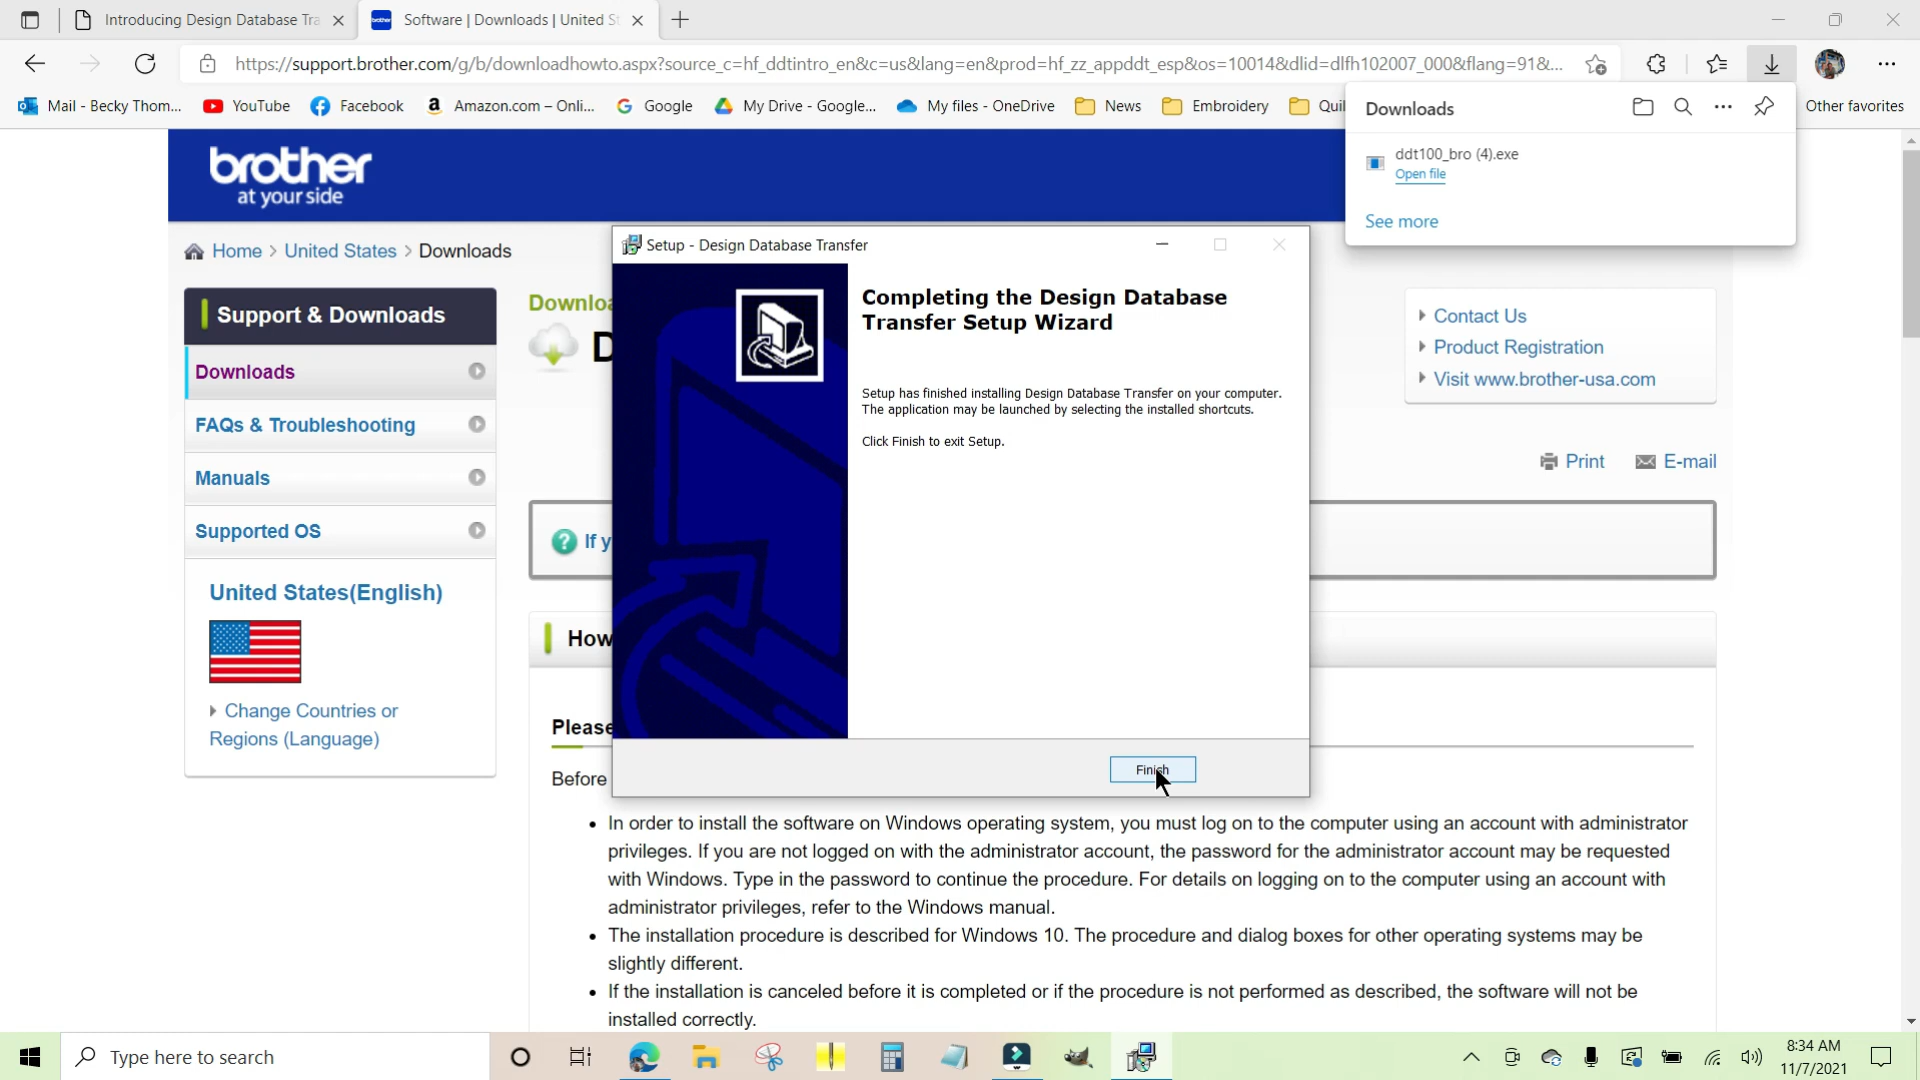 Introducing Design Database Tra
Software | Downloads | United St
https://support.brother.com/g/b/downloadhowto.aspx?source_c=hf_ddtintro_en&c=us&lang=en&prod=hf_zz_appddt_esp&os=10014&dlid=dlfh102007_000&flang=91&...
Mail - Becky Thom...
YouTube
Facebook
Amazon.com – Onli...
Google
My Drive - Google...
My files - OneDrive
News
Embroidery
Quil
Other favorites
Downloads
ddt100_bro (4).exe
Open file
See more
brother
at your side
Home > United States > Downloads
Support & Downloads
Downloads
FAQs & Troubleshooting
Manuals
Supported OS
United States(English)
Change Countries or
Regions (Language)
Downloa
D
Setup - Design Database Transfer
Completing the Design Database
Transfer Setup Wizard
Setup has finished installing Design Database Transfer on your computer.
The application may be launched by selecting the installed shortcuts.
Click Finish to exit Setup.
Finish
Contact Us
Product Registration
Visit www.brother-usa.com
Print
E-mail
If y
How
Please
Before
• In order to install the software on Windows operating system, you must log on to the computer using an account with administrator
privileges. If you are not logged on with the administrator account, the password for the administrator account may be requested
with Windows. Type in the password to continue the procedure. For details on logging on to the computer using an account with
administrator privileges, refer to the Windows manual.
• The installation procedure is described for Windows 10. The procedure and dialog boxes for other operating systems may be
slightly different.
• If the installation is canceled before it is completed or if the procedure is not performed as described, the software will not be
installed correctly.
Type here to search
8:34 AM
11/7/2021